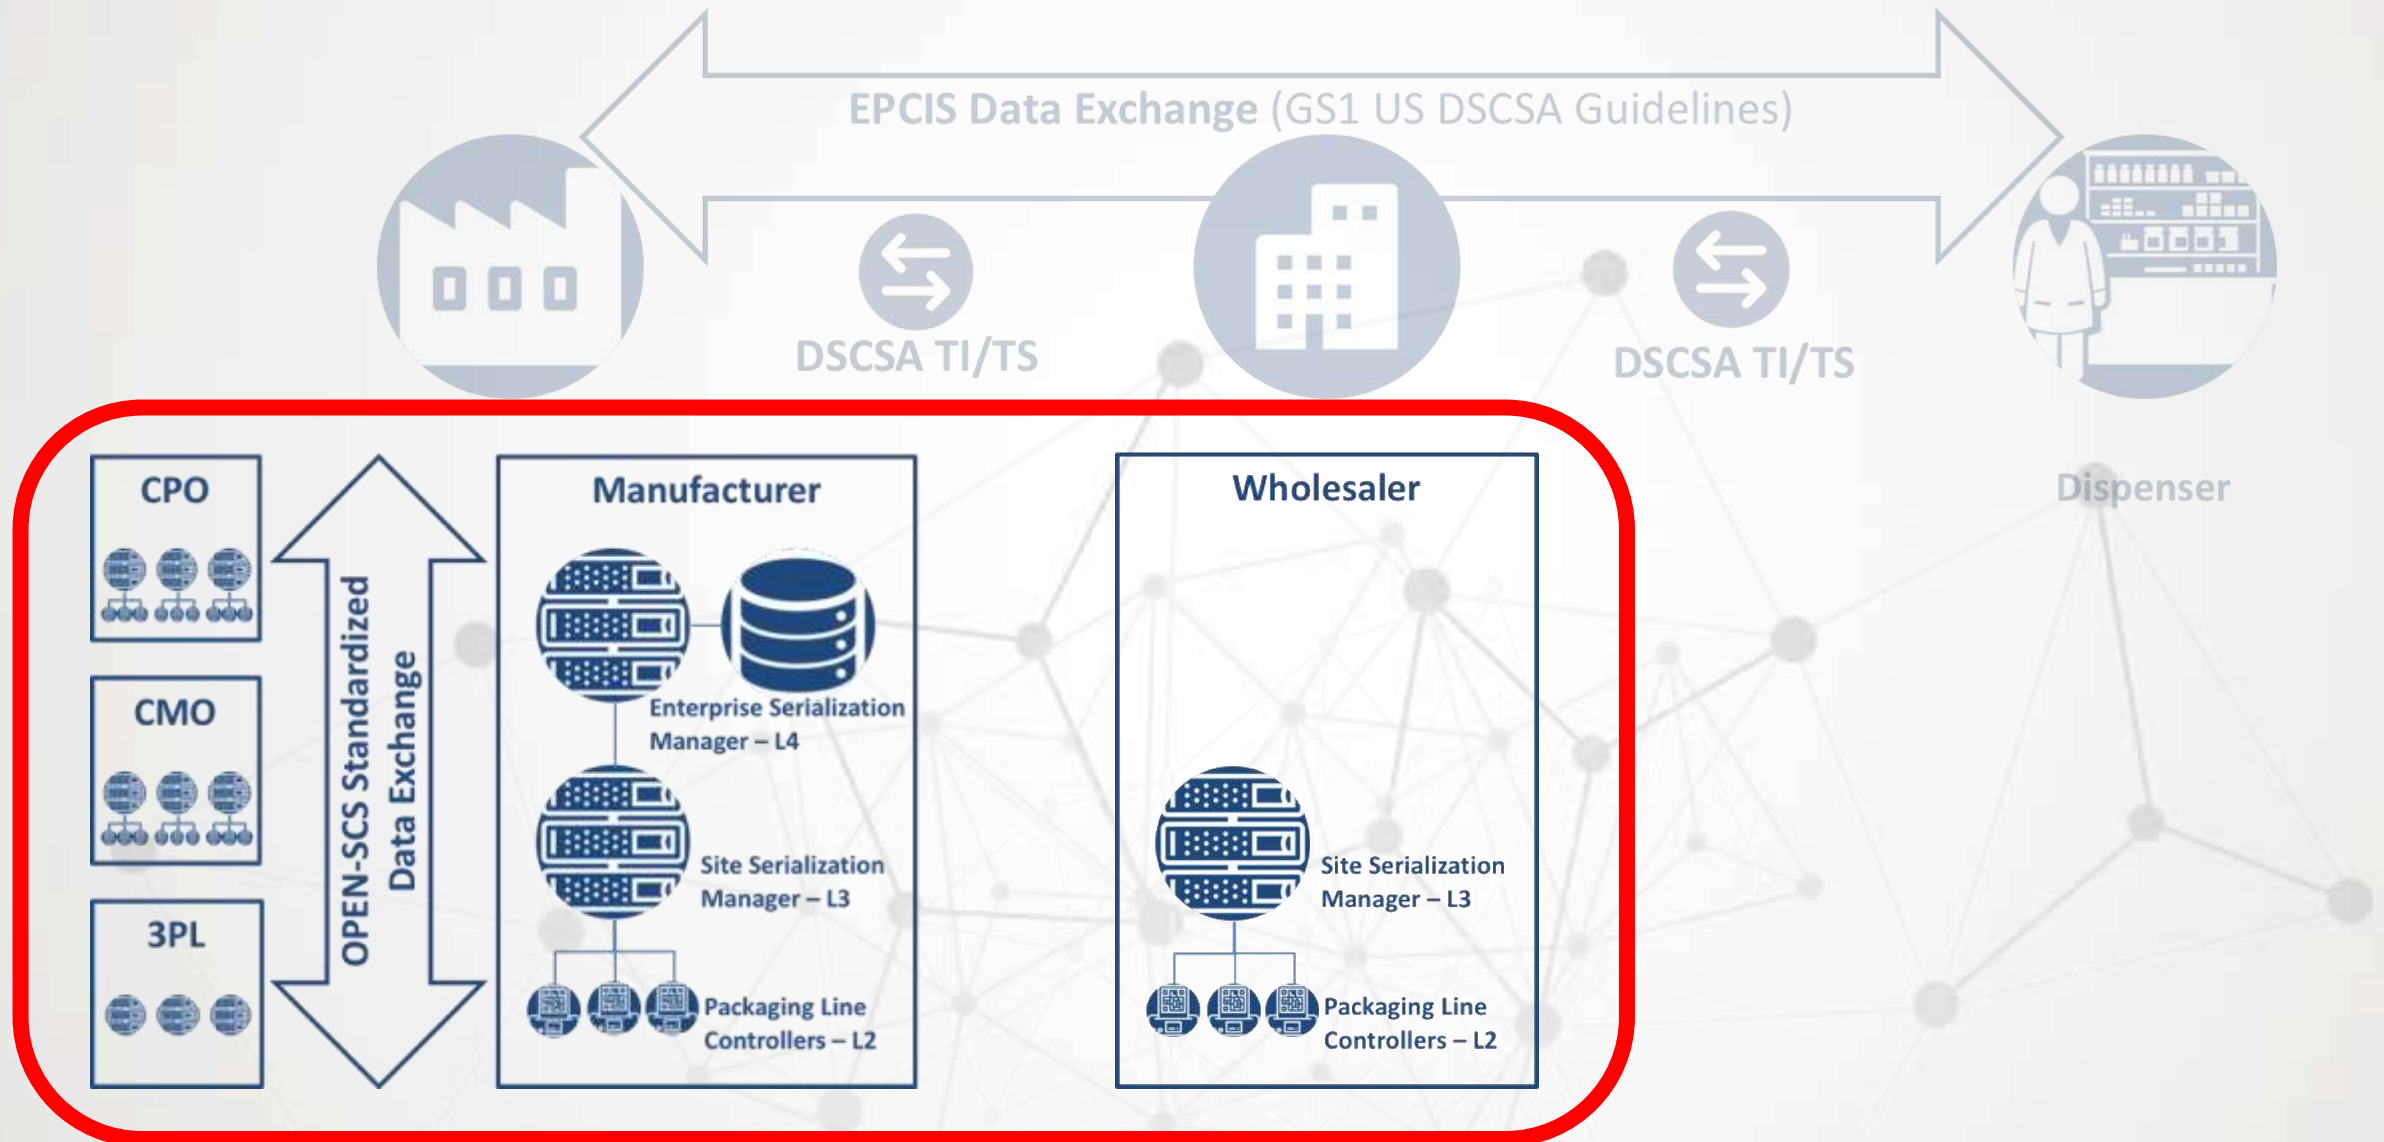 EPCIS Data Exchange (GS1 US DSCSA Guidelines)
DSCSA TI/TS
DSCSA TI/TS
CPO
CMO
3PL
OPEN-SCS Standardized
Data Exchange
Manufacturer
Enterprise Serialization
Manager – L4
Site Serialization
Manager – L3
Packaging Line
Controllers – L2
Wholesaler
Site Serialization
Manager – L3
Packaging Line
Controllers – L2
Dispenser